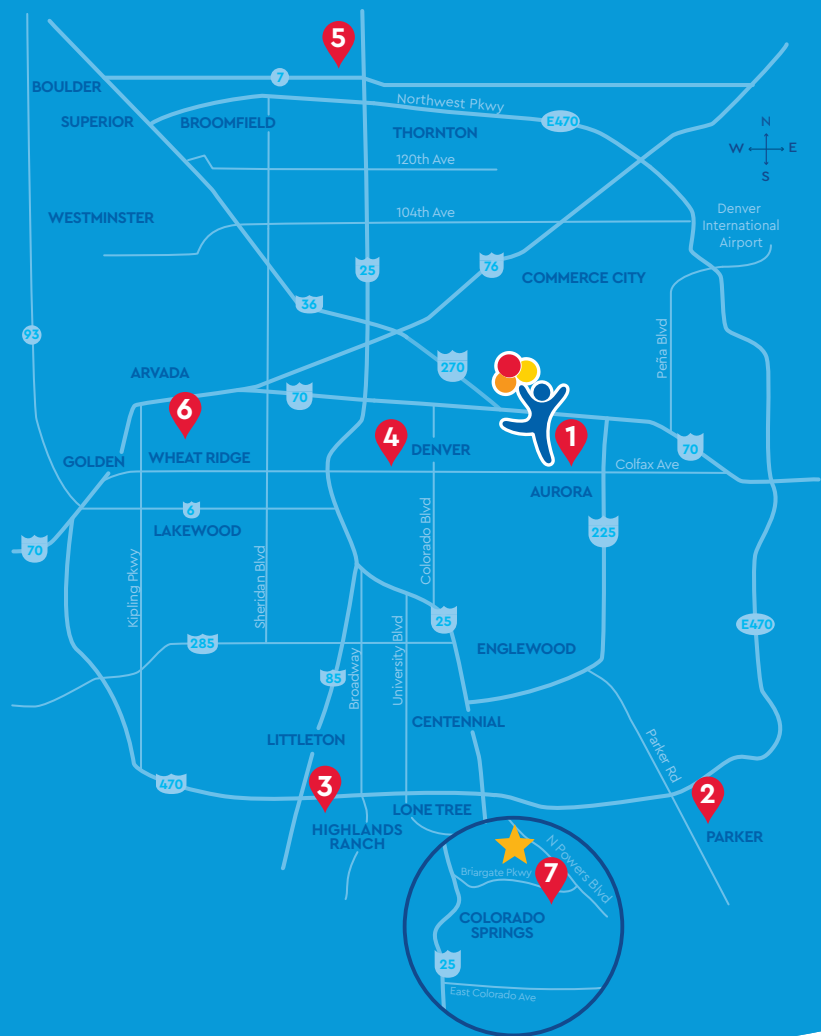 5
7
BOULDER
Northwest Pkwy
SUPERIOR
BROOMFIELD
E470
THORNTON
N
W
E
S
120th Ave
WESTMINSTER
104th Ave
Denver
International
Airport
25
76
COMMERCE CITY
36
93
Peña Blvd
270
ARVADA
70
6
4
1
DENVER
70
GOLDEN
WHEAT RIDGE
Colfax Ave
AURORA
6
LAKEWOOD
225
70
Kipling Pkwy
Sheridan Blvd
Colorado Blvd
25
E470
285
University Blvd
ENGLEWOOD
85
Broadway
CENTENNIAL
LITTLETON
Parker Rd
470
3
2
LONE TREE
HIGHLANDS
RANCH
PARKER
N Powers Blvd
Briargate Pkwy
7
COLORADO
SPRINGS
25
East Colorado Ave